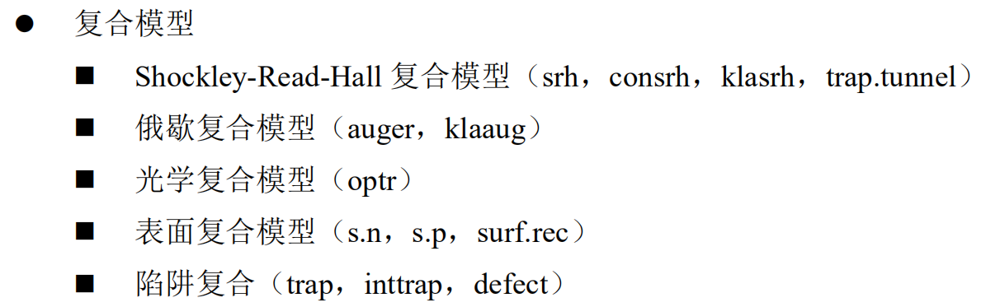 ● 复合模型
■ Shockley-Read-Hall 复合模型（srh，consrh，klasrh，trap.tunnel）
■ 俄歇复合模型（auger，klaaug）
■ 光学复合模型（optr）
■ 表面复合模型（s.n，s.p，surf.rec）
■ 陷阱复合（trap，inttrap，defect）